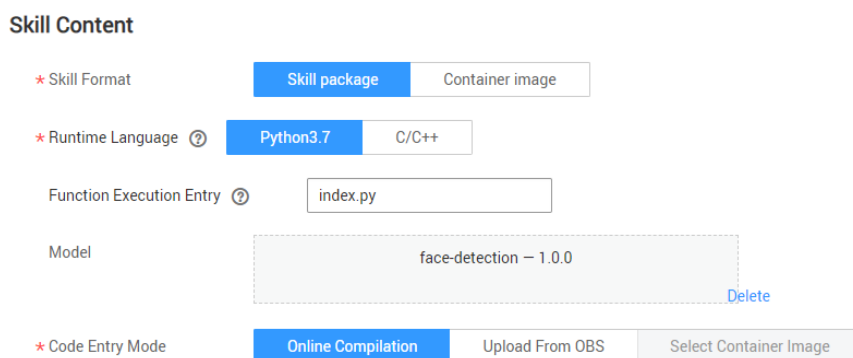 Skill Content
* Skill Format Skill package Container image
* Runtime Language ? Python3.7 C/C++
Function Execution Entry ? index.py
Model face-detection — 1.0.0
Delete
* Code Entry Mode Online Compilation Upload From OBS Select Container Image